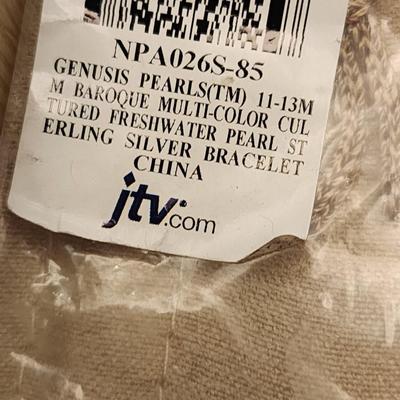 NPA026S-85
GENUSIS PEARLS(TM) 11-13M
M BAROQUE MULTI-COLOR CUL
TURED FRESHWATER PEARL ST
ERLING SILVER BRACELET
CHINA
jtv.com